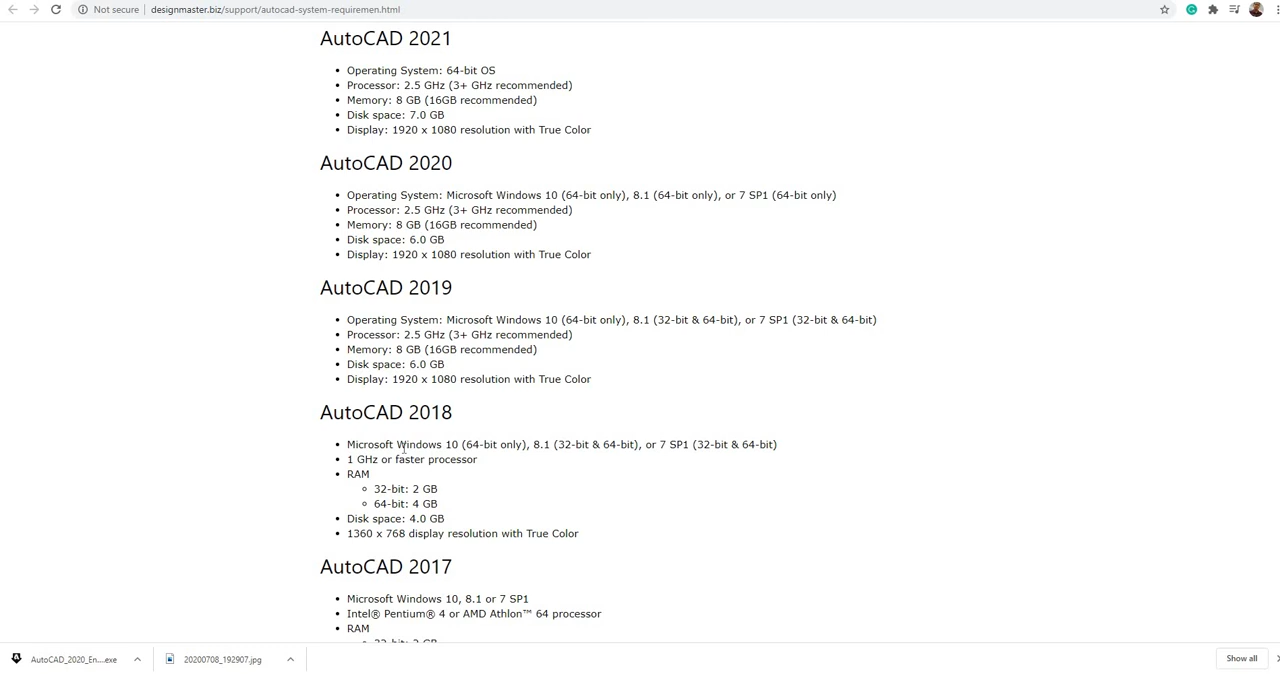 Not secure | designmaster.biz/support/autocad-system-requiremen.html
AutoCAD 2021
• Operating System: 64-bit OS
• Processor: 2.5 GHz (3+ GHz recommended)
• Memory: 8 GB (16GB recommended)
• Disk space: 7.0 GB
• Display: 1920 x 1080 resolution with True Color
AutoCAD 2020
• Operating System: Microsoft Windows 10 (64-bit only), 8.1 (64-bit only), or 7 SP1 (64-bit only)
• Processor: 2.5 GHz (3+ GHz recommended)
• Memory: 8 GB (16GB recommended)
• Disk space: 6.0 GB
• Display: 1920 x 1080 resolution with True Color
AutoCAD 2019
• Operating System: Microsoft Windows 10 (64-bit only), 8.1 (32-bit & 64-bit), or 7 SP1 (32-bit & 64-bit)
• Processor: 2.5 GHz (3+ GHz recommended)
• Memory: 8 GB (16GB recommended)
• Disk space: 6.0 GB
• Display: 1920 x 1080 resolution with True Color
AutoCAD 2018
• Microsoft Windows 10 (64-bit only), 8.1 (32-bit & 64-bit), or 7 SP1 (32-bit & 64-bit)
• 1 GHz or faster processor
• RAM
◦ 32-bit: 2 GB
◦ 64-bit: 4 GB
• Disk space: 4.0 GB
• 1360 x 768 display resolution with True Color
AutoCAD 2017
• Microsoft Windows 10, 8.1 or 7 SP1
• Intel® Pentium® 4 or AMD Athlon™ 64 processor
• RAM
◦ 32-bit: 2 GB
AutoCAD_2020_En....exe
20200708_192907.jpg
Show all